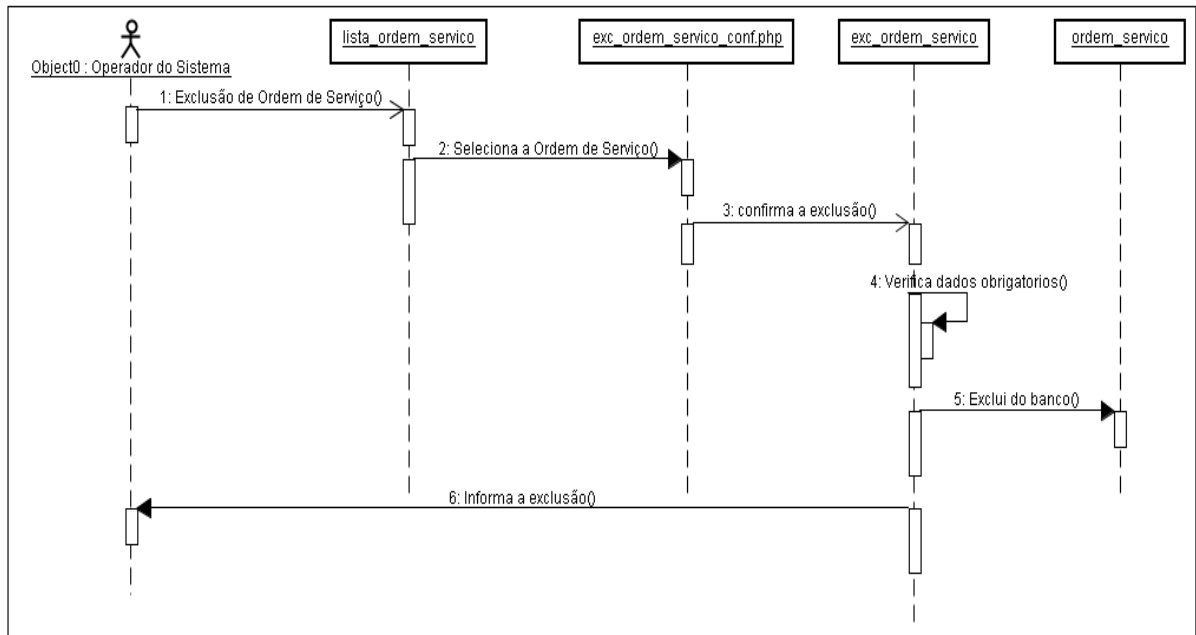 lista_ordem_servico
exc_ordem_servico_conf.php
exc_ordem_servico
ordem_servico
Object0 : Operador do Sistema
1: Exclusão de Ordem de Serviço()
2: Seleciona a Ordem de Serviço()
3: confirma a exclusão()
4: Verifica dados obrigatorios()
5: Exclui do banco()
6: Informa a exclusão()